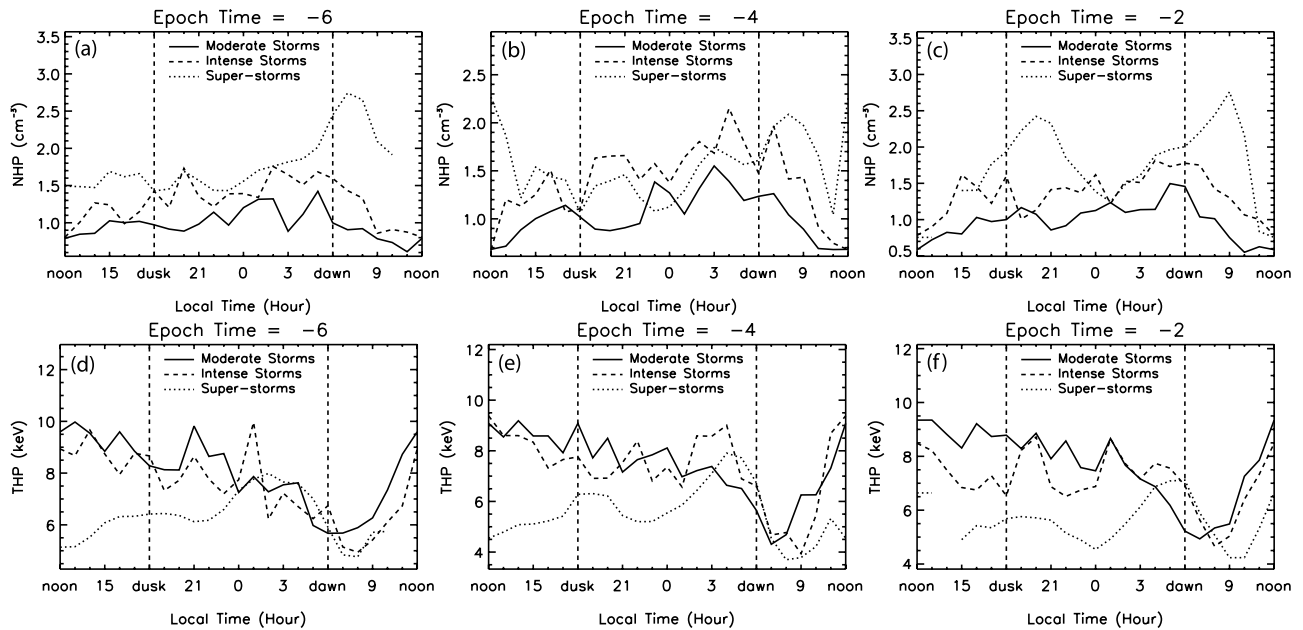 Epoch Time = -6
(a)
Moderate Storms
Intense Storms
Super-storms
NHP (cm⁻³)
3.5
3.0
2.5
2.0
1.5
1.0
noon 15 dusk 21 0 3 dawn 9 noon
Local Time (Hour)
Epoch Time = -4
(b)
Moderate Storms
Intense Storms
Super-storms
NHP (cm⁻³)
2.5
2.0
1.5
1.0
noon 15 dusk 21 0 3 dawn 9 noon
Local Time (Hour)
Epoch Time = -2
(c)
Moderate Storms
Intense Storms
Super-storms
NHP (cm⁻³)
3.5
3.0
2.5
2.0
1.5
1.0
0.5
noon 15 dusk 21 0 3 dawn 9 noon
Local Time (Hour)
Epoch Time = -6
(d)
Moderate Storms
Intense Storms
Super-storms
THP (keV)
12
10
8
6
noon 15 dusk 21 0 3 dawn 9 noon
Local Time (Hour)
Epoch Time = -4
(e)
Moderate Storms
Intense Storms
Super-storms
THP (keV)
12
10
8
6
4
noon 15 dusk 21 0 3 dawn 9 noon
Local Time (Hour)
Epoch Time = -2
(f)
Moderate Storms
Intense Storms
Super-storms
THP (keV)
12
10
8
6
4
noon 15 dusk 21 0 3 dawn 9 noon
Local Time (Hour)